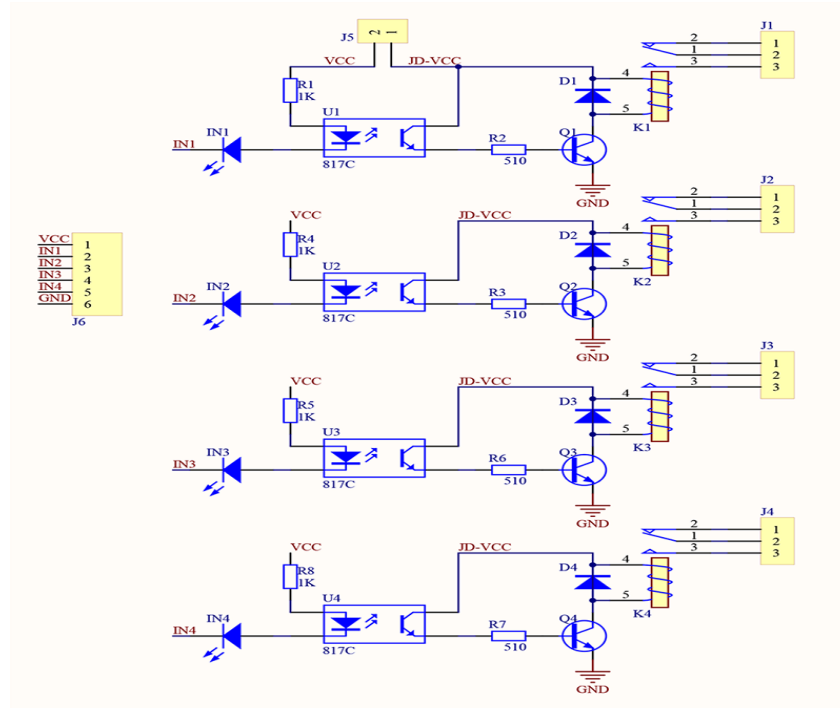 J5
2 1
VCC JD-VCC
R1
1K
U1
817C
IN1 IN1
R2
510
D1
Q1
GND
4
5
K1
J1
2 1
1 2
3 3
VCC
R4
1K
U2
817C
IN2 IN2
JD-VCC
R3
510
D2
Q2
GND
4
5
K2
J2
2 1
1 2
3 3
VCC 1
IN1 2
IN2 3
IN3 4
IN4 5
GND 6
J6
VCC
R5
1K
U3
817C
IN3 IN3
JD-VCC
R6
510
D3
Q3
GND
4
5
K3
J3
2 1
1 2
3 3
VCC
R8
1K
U4
817C
IN4 IN4
JD-VCC
R7
510
D4
Q4
GND
4
5
K4
J4
2 1
1 2
3 3